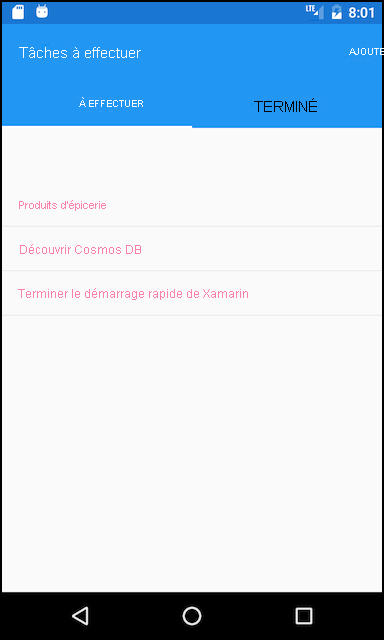 LTE 8:01
Tâches à effectuer AJOUTE
À EFFECTUER TERMINÉ
Produits d'épicerie
Découvrir Cosmos DB
Terminer le démarrage rapide de Xamarin